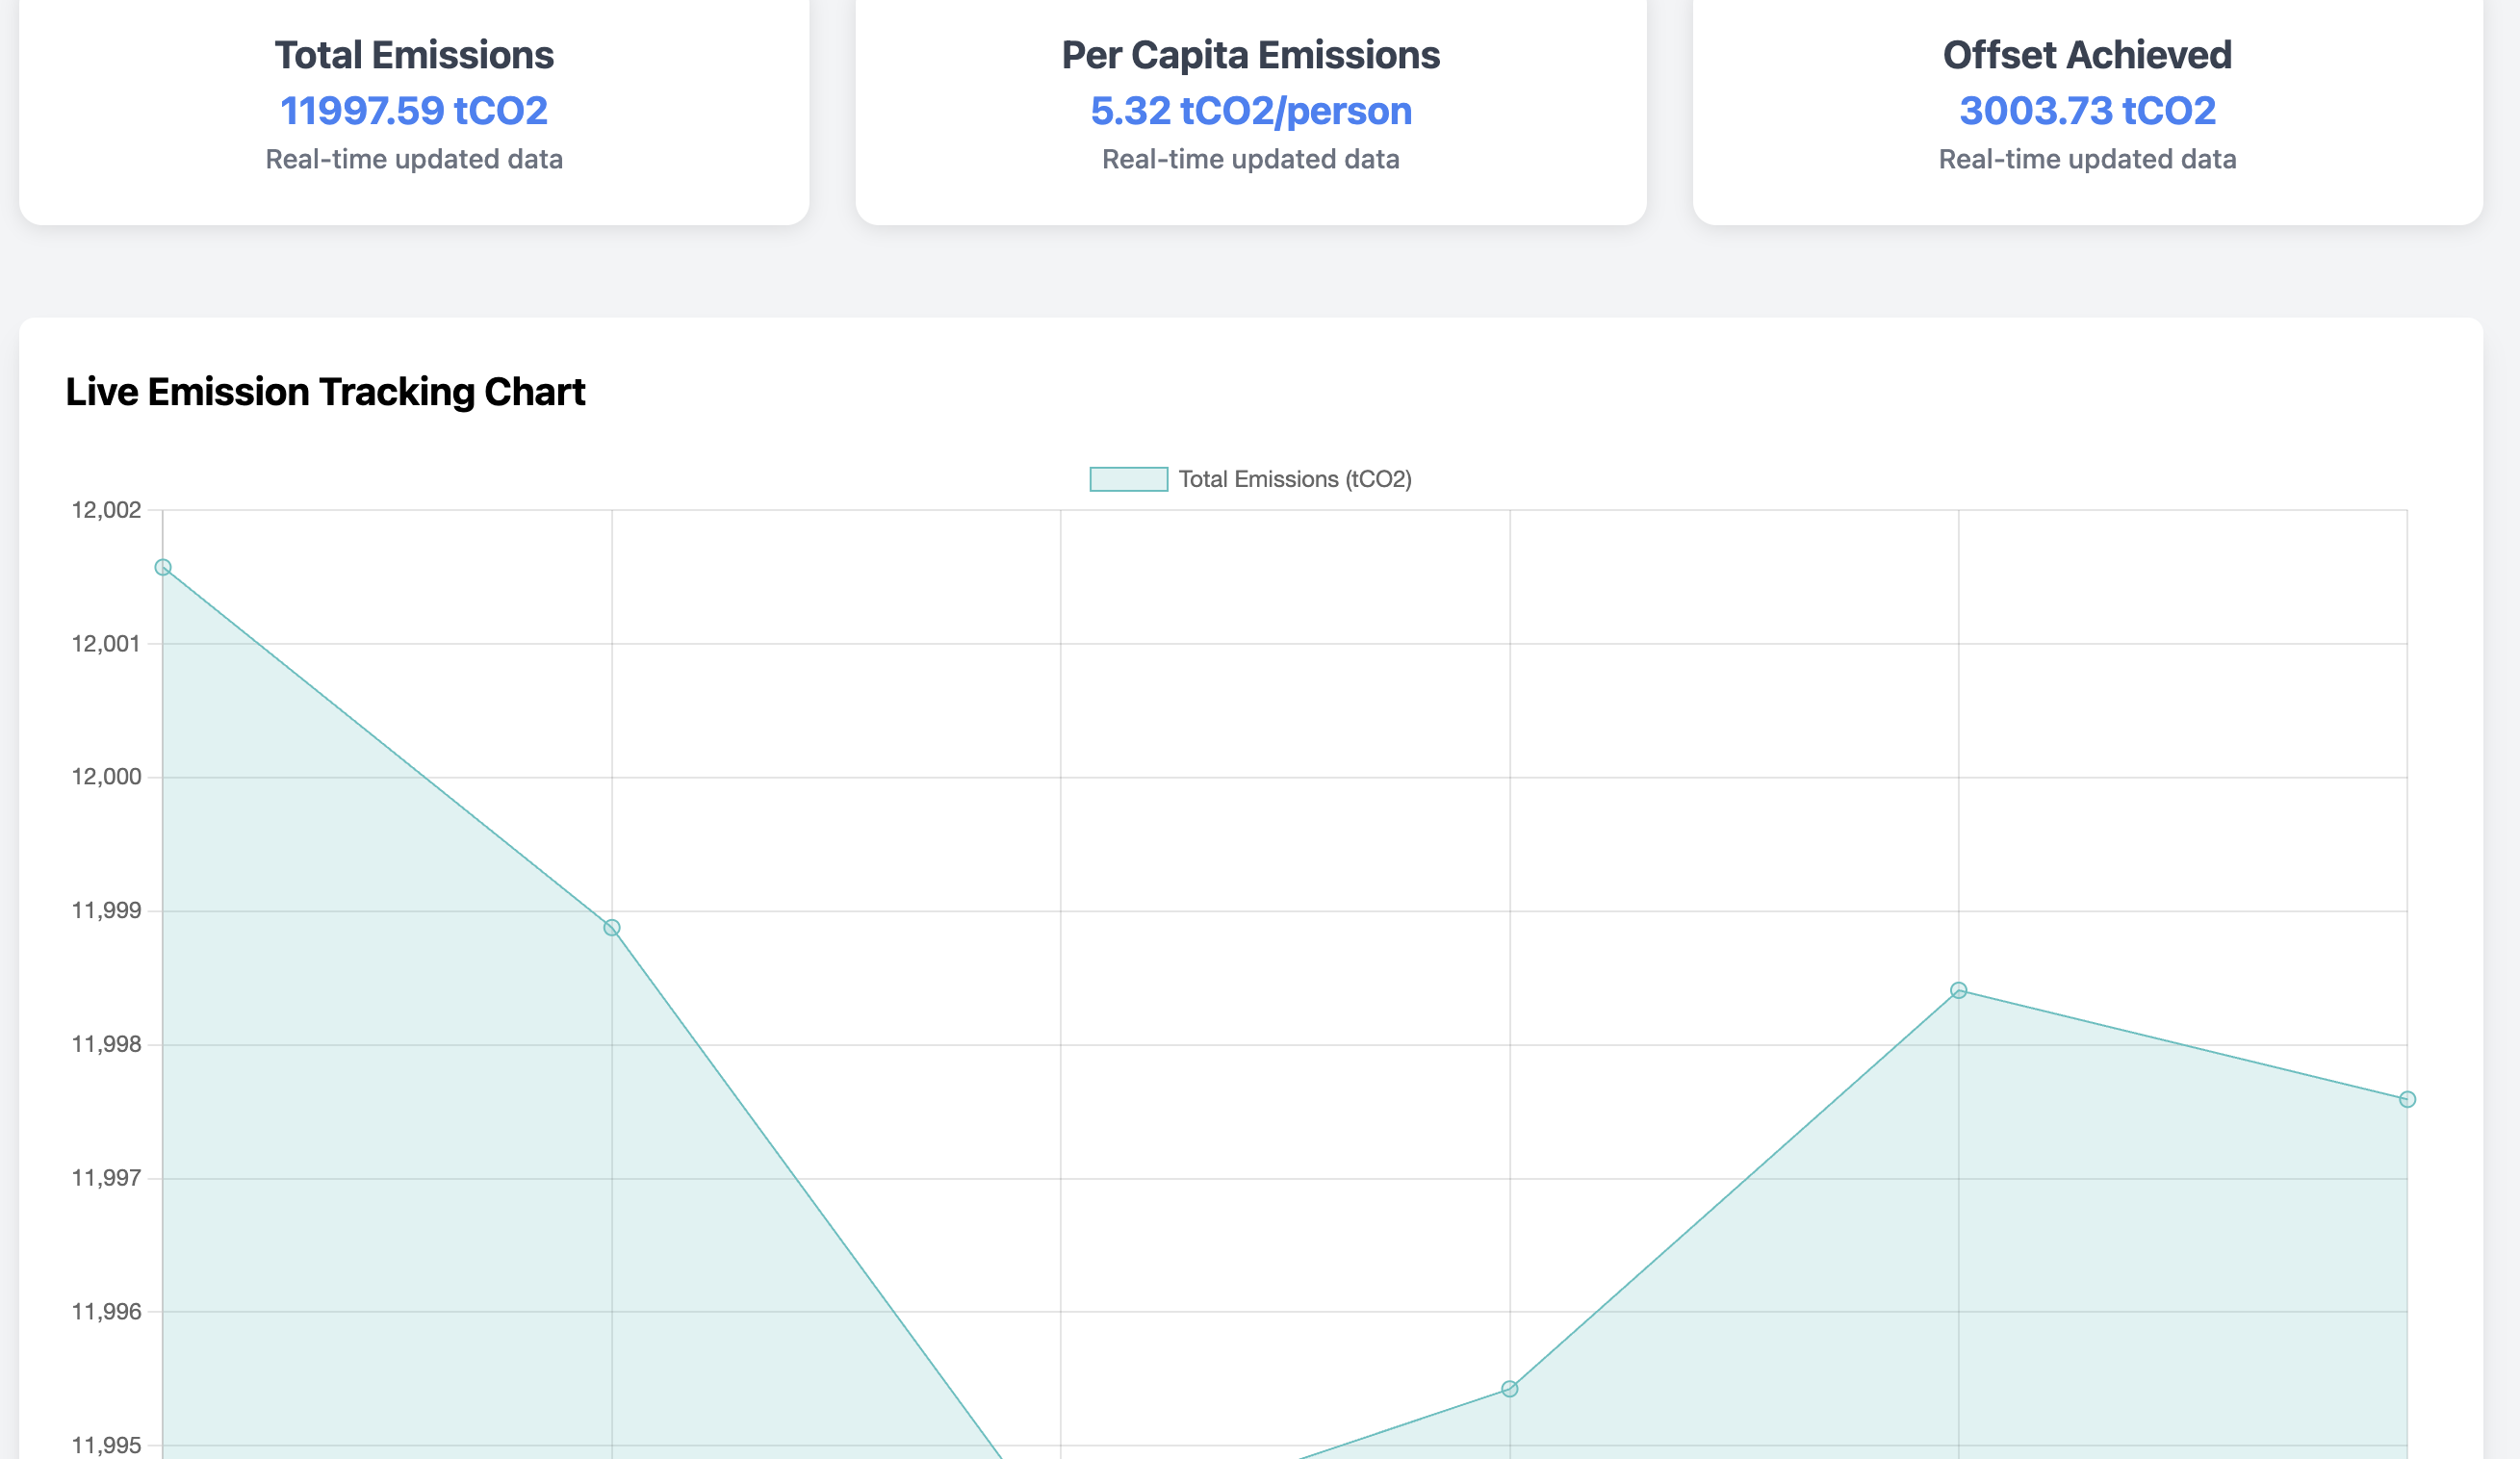 Total Emissions
11997.59 tCO2
Real-time updated data
Per Capita Emissions
5.32 tCO2/person
Real-time updated data
Offset Achieved
3003.73 tCO2
Real-time updated data
Live Emission Tracking Chart
Total Emissions (tCO2)
12,002
12,001
12,000
11,999
11,998
11,997
11,996
11,995